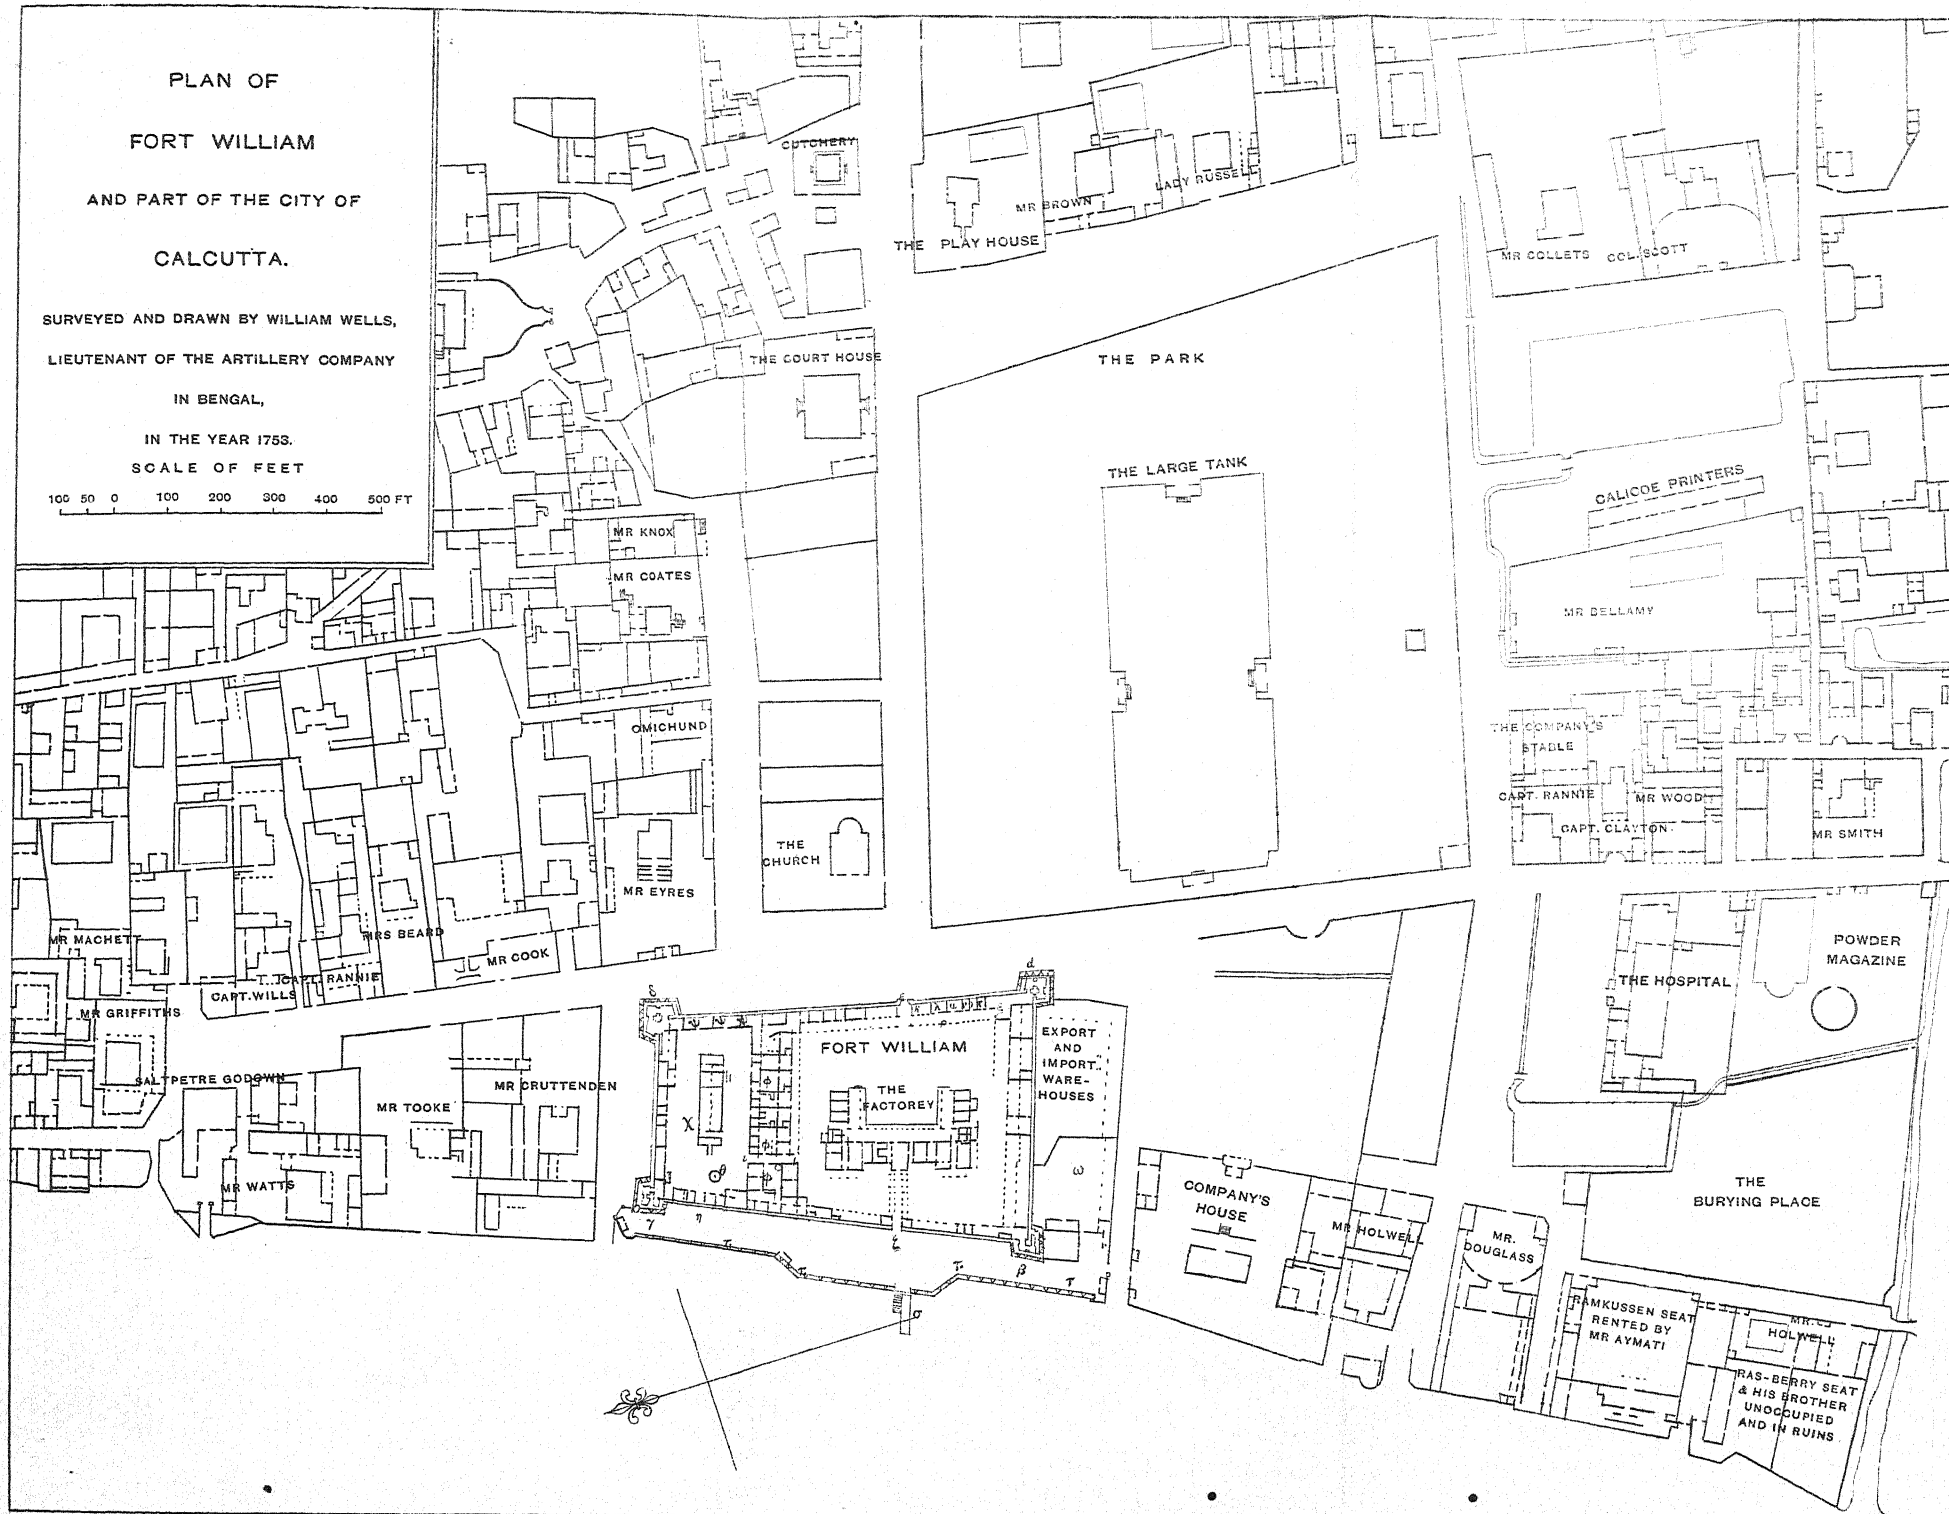 PLAN OF
FORT WILLIAM
AND PART OF THE CITY OF
CALCUTTA.
SURVEYED AND DRAWN BY WILLIAM WELLS,
LIEUTENANT OF THE ARTILLERY COMPANY
IN BENGAL,
IN THE YEAR 1753.
SCALE OF FEET
100 50 0 100 200 300 400 500 FT
CUTCHERY
THE PLAY HOUSE
MR BROWN
LADY RUSSELL
MR COLLETS
COL. SCOTT
THE COURT HOUSE
THE PARK
THE LARGE TANK
CALICOE PRINTERS
MR KNOX
MR COATES
MR BELLAMY
OMICHUND
THE COMPANY'S
STABLE
CAPT. RANNIE
MR WOOD
CAPT. CLAYTON
MR SMITH
THE
CHURCH
MR EYRES
MR MACHETT
MRS BEARD
MR COOK
CAPT. WILLS
CAPT. RANNIE
MR GRIFFITHS
THE HOSPITAL
POWDER
MAGAZINE
SALTPETRE GODOWN
MR TOOKE
MR CRUTTENDEN
MR WATTS
δ
d
FORT WILLIAM
THE
FACTOREY
EXPORT
AND
IMPORT
WARE-
HOUSES
χ
θ
ω
γ
η
β
τ
σ
COMPANY'S
HOUSE
MR HOLWELL
MR.
DOUGLASS
THE
BURYING PLACE
RAMKUSSEN SEAT
RENTED BY
MR AYMATI
MR.
HOLWELL
RAS-BERRY SEAT
& HIS BROTHER
UNOCCUPIED
AND IN RUINS